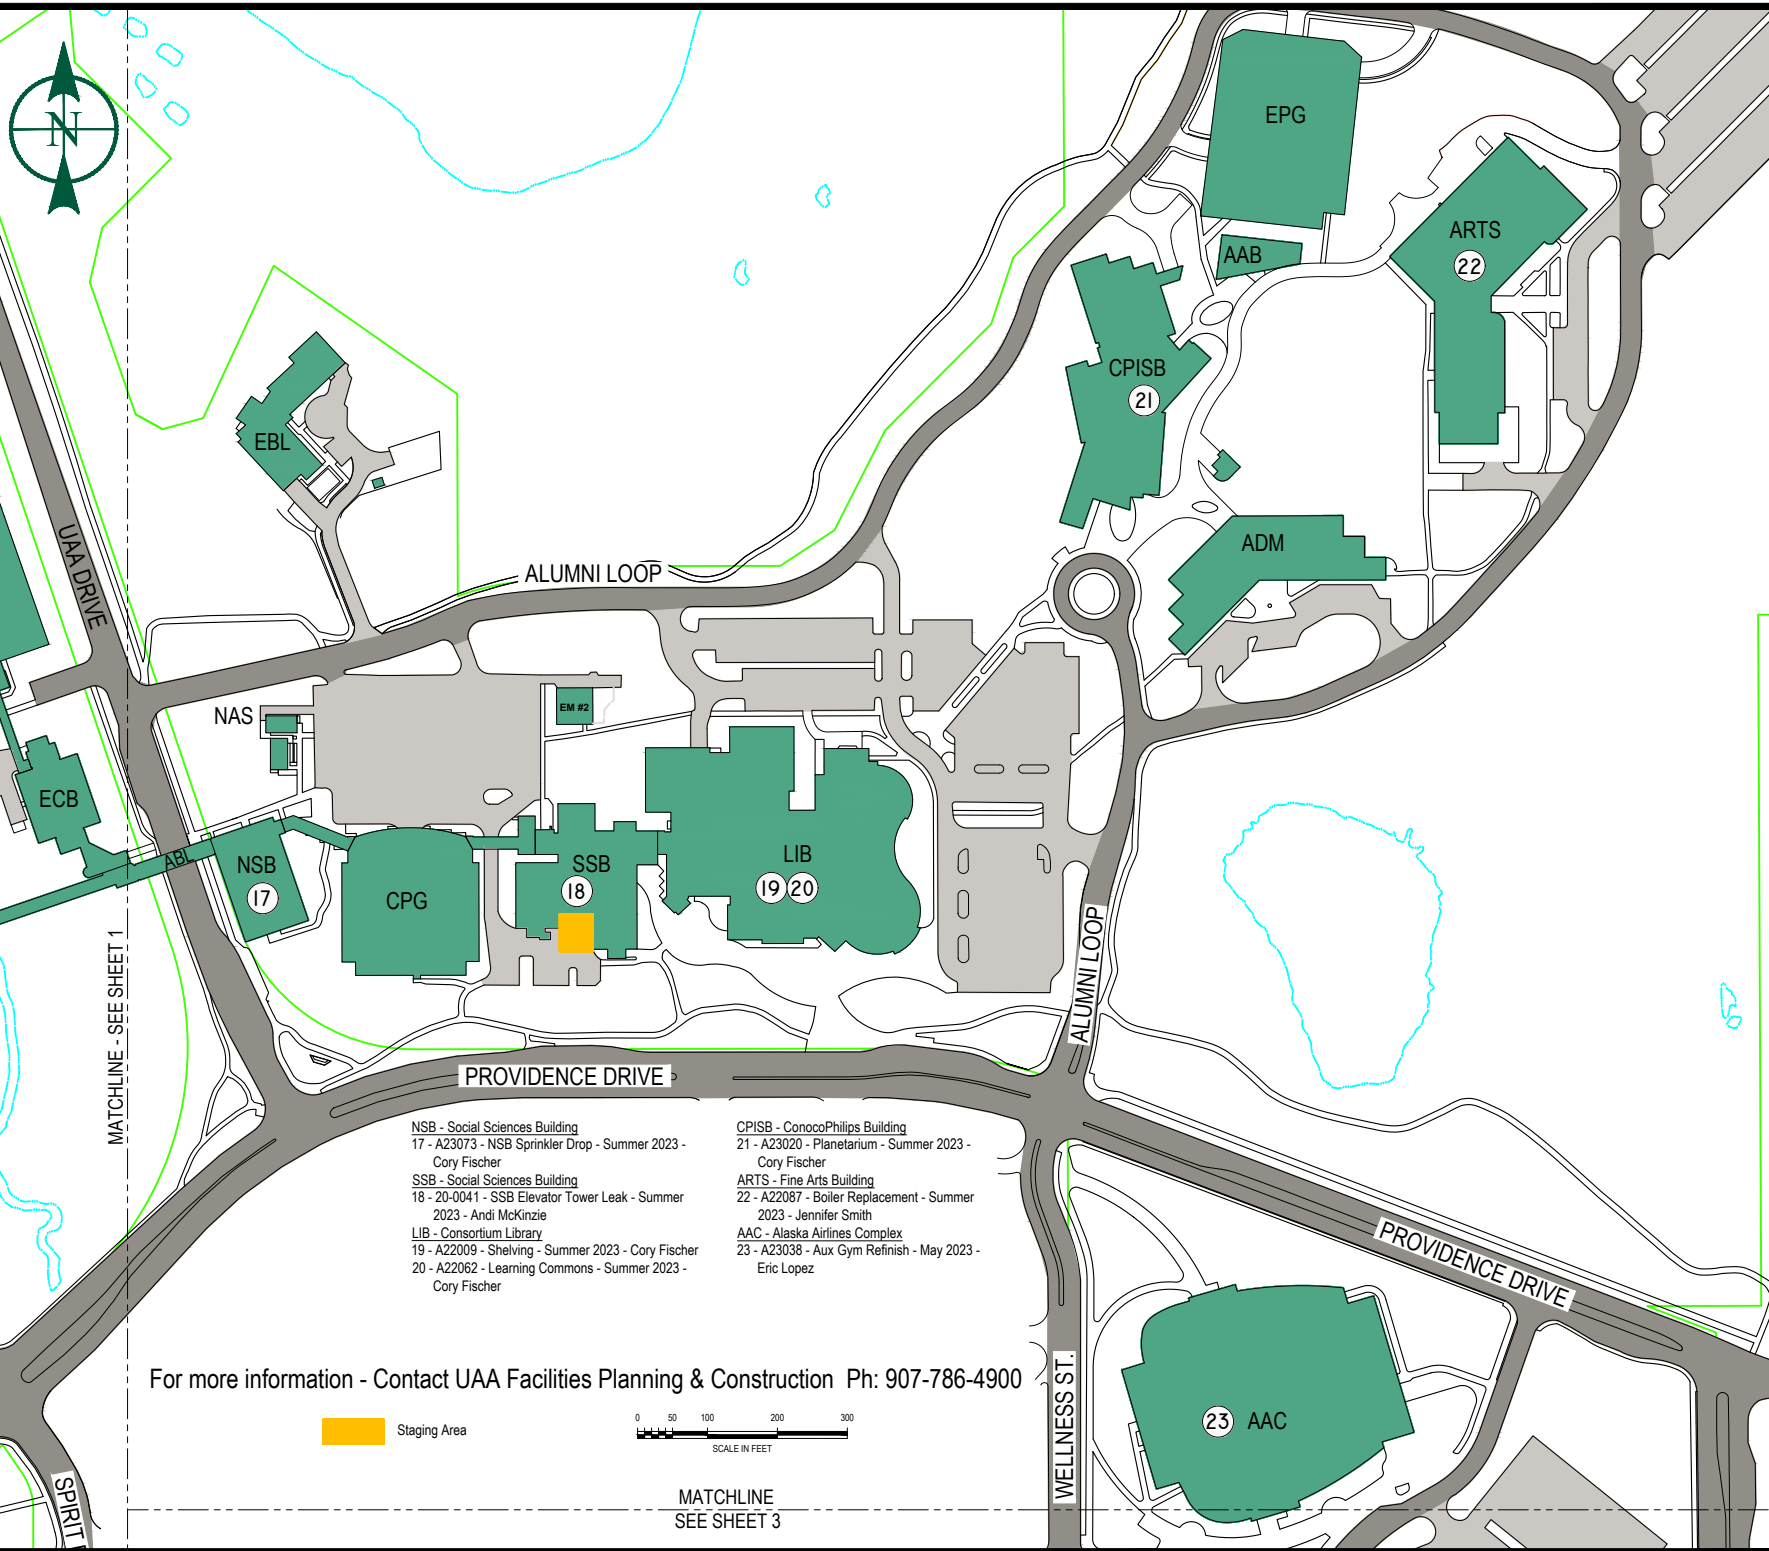 N
EPG
ARTS
22
AAB
CPISB
21
EBL
UAA DRIVE
ALUMNI LOOP
ADM
NAS
EM #2
ECB
ABL
NSB
17
CPG
SSB
18
LIB
19 20
MATCHLINE - SEE SHEET 1
ALUMNI LOOP
PROVIDENCE DRIVE
NSB - Social Sciences Building
17 - A23073 - NSB Sprinkler Drop - Summer 2023 -
Cory Fischer
SSB - Social Sciences Building
18 - 20-0041 - SSB Elevator Tower Leak - Summer
2023 - Andi McKinzie
LIB - Consortium Library
19 - A22009 - Shelving - Summer 2023 - Cory Fischer
20 - A22062 - Learning Commons - Summer 2023 -
Cory Fischer
CPISB - ConocoPhilips Building
21 - A23020 - Planetarium - Summer 2023 -
Cory Fischer
ARTS - Fine Arts Building
22 - A22087 - Boiler Replacement - Summer
2023 - Jennifer Smith
AAC - Alaska Airlines Complex
23 - A23038 - Aux Gym Refinish - May 2023 -
Eric Lopez
PROVIDENCE DRIVE
For more information - Contact UAA Facilities Planning & Construction Ph: 907-786-4900
WELLNESS ST.
23 AAC
Staging Area
0 50 100 200 300
SCALE IN FEET
SPIRIT
MATCHLINE
SEE SHEET 3